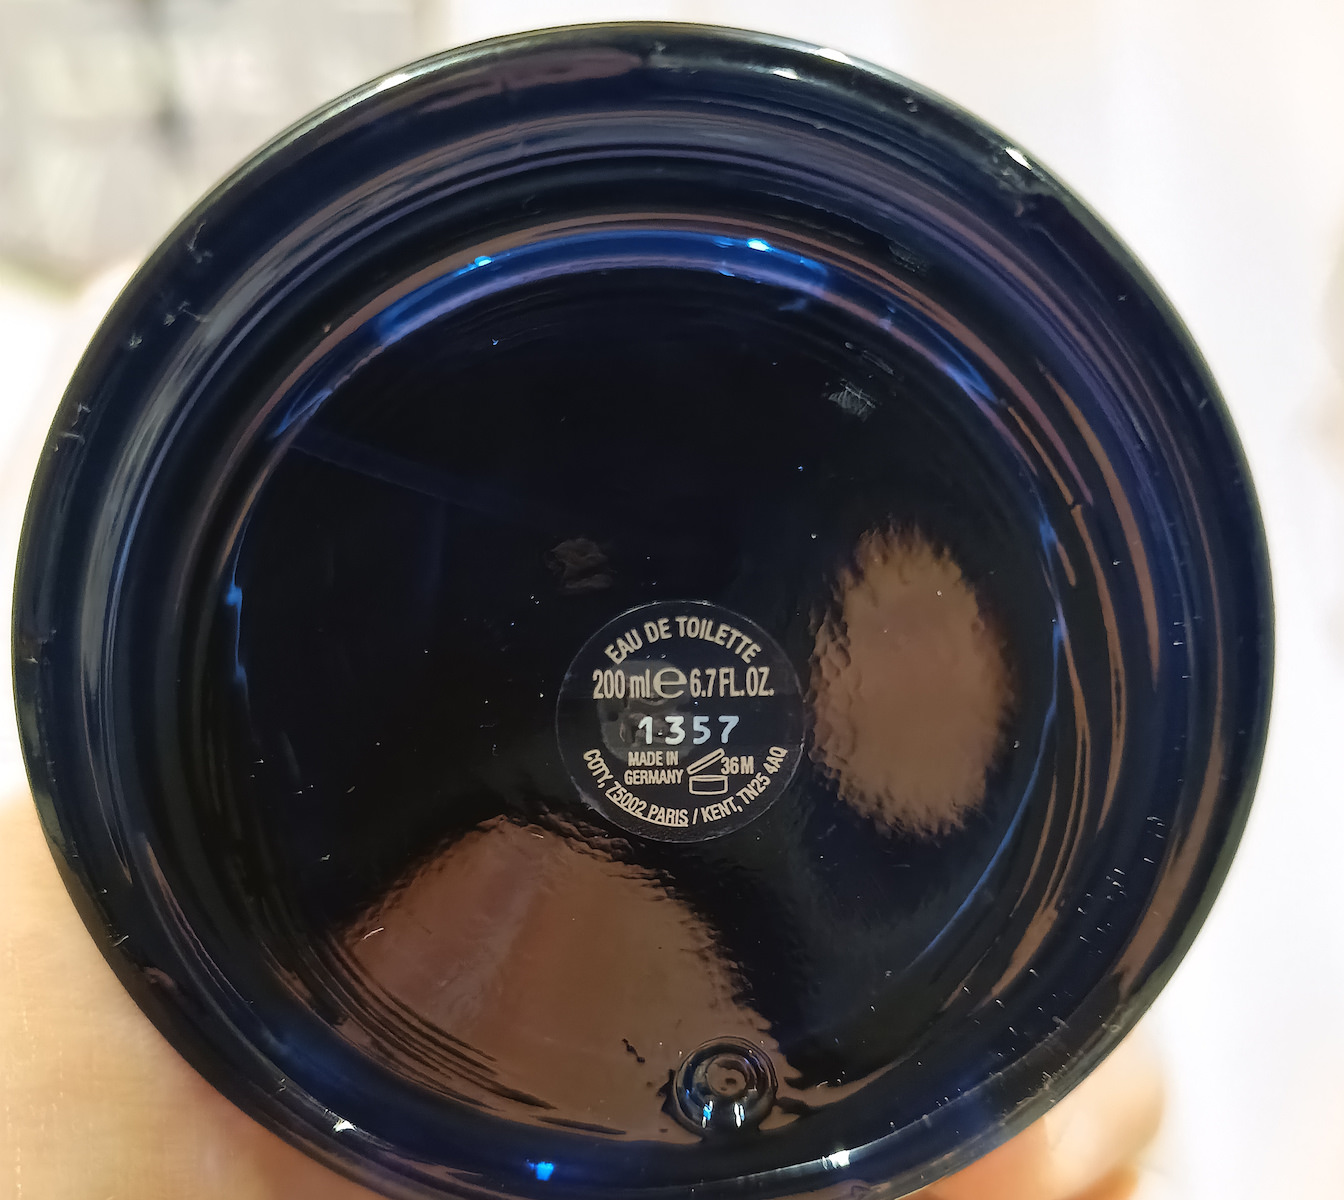 EAU DE TOILETTE
200 ml e 6.7 FL.OZ.
1357
MADE IN
GERMANY
36M
COTY, 75002 PARIS / KENT, TN25 4AQ